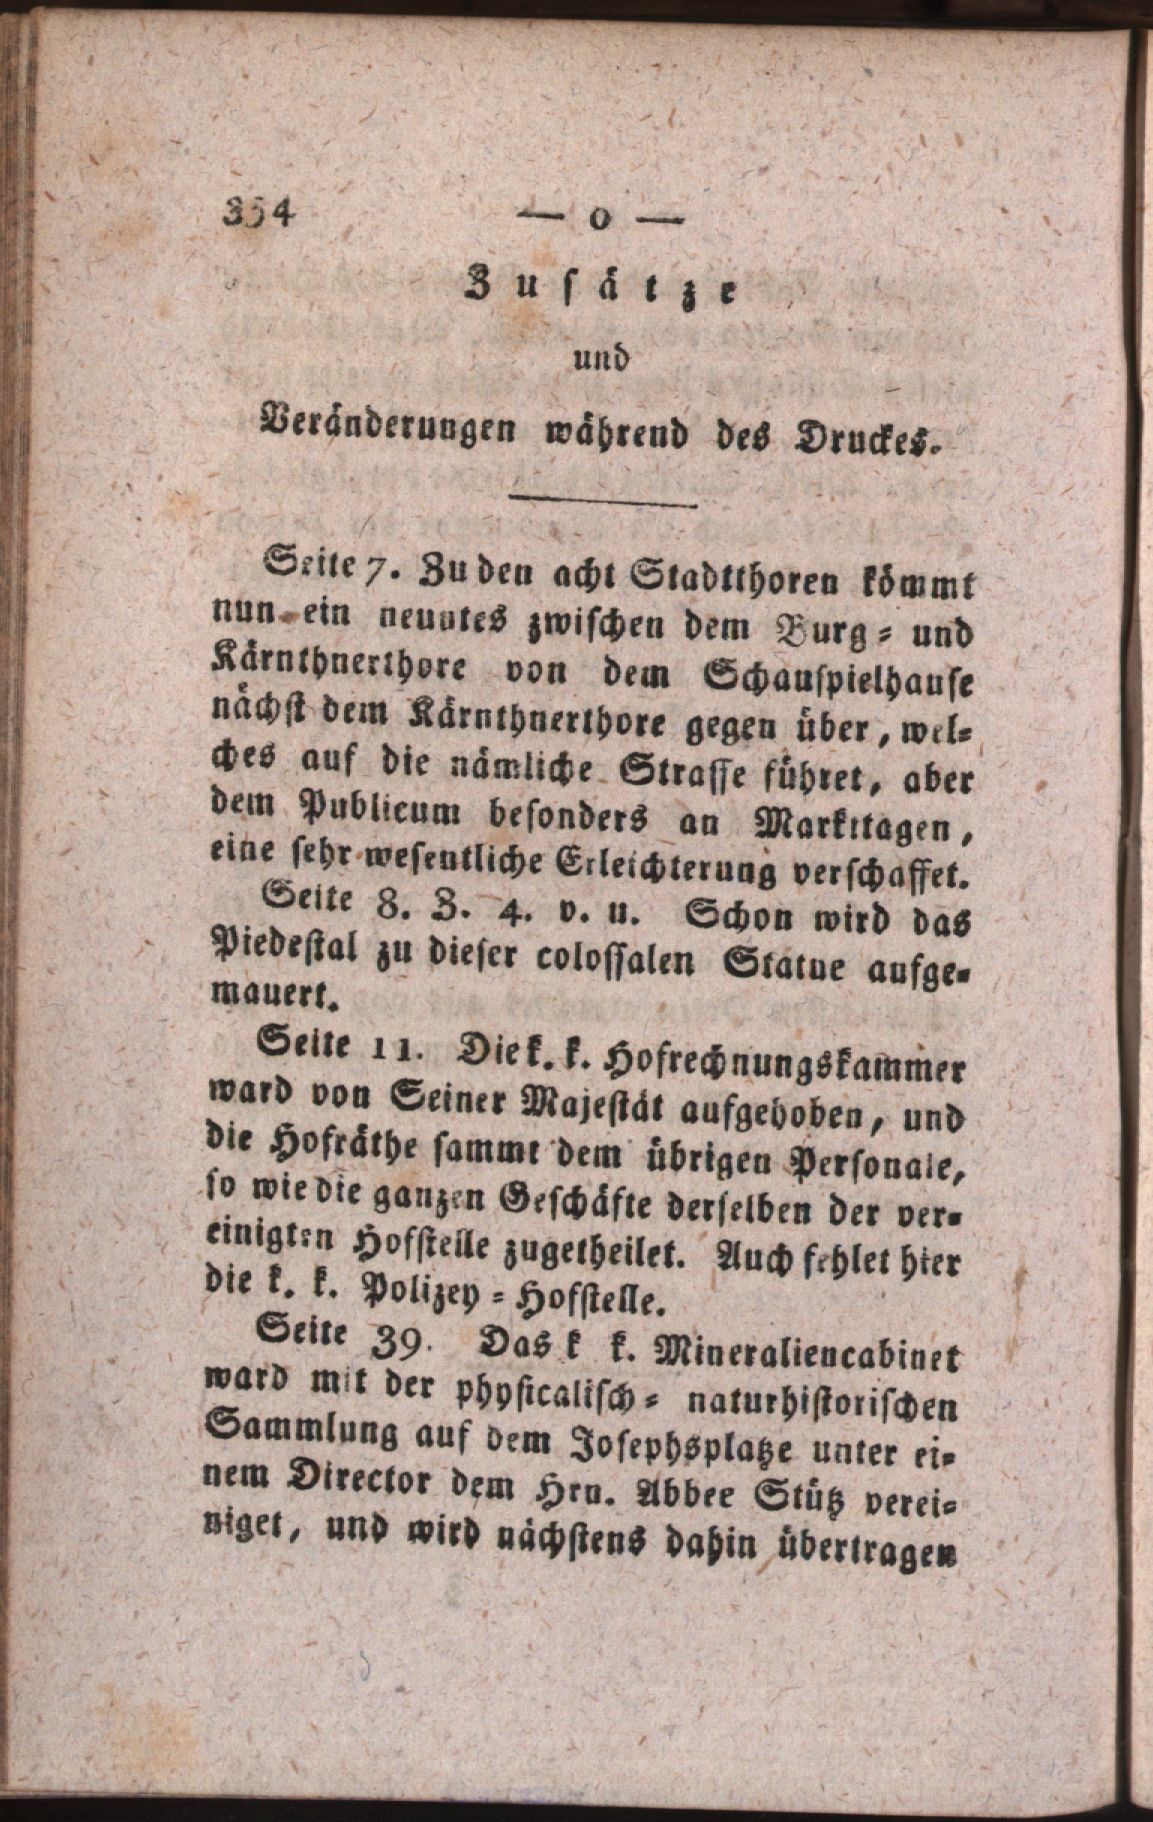 354 — o —
Zusätze
und
Veränderungen während des Druckes.
Seite 7. Zu den acht Stadtthoren kömmt
nun ein neuntes zwischen dem Burg- und
Kärnthnerthore von dem Schauspielhause
nächst dem Kärnthnerthore gegen über, wel-
ches auf die nämliche Strasse führet, aber
dem Publicum besonders an Markttagen,
eine sehr wesentliche Erleichterung verschaffet.
Seite 8. Z. 4. v. u. Schon wird das
Piedestal zu dieser colossalen Statue aufge-
mauert.
Seite 11. Die k. k. Hofrechnungskammer
ward von Seiner Majestät aufgehoben, und
die Hofräthe sammt dem übrigen Personale,
so wie die ganzen Geschäfte derselben der ver-
einigten Hofstelle zugetheilet. Auch fehlet hier
die k. k. Polizey-Hofstelle.
Seite 39. Das k k. Mineraliencabinet
ward mit der physicalisch-naturhistorischen
Sammlung auf dem Josephsplatze unter ei-
nem Director dem Hrn. Abbee Stütz verei-
niget, und wird nächstens dahin übertragen